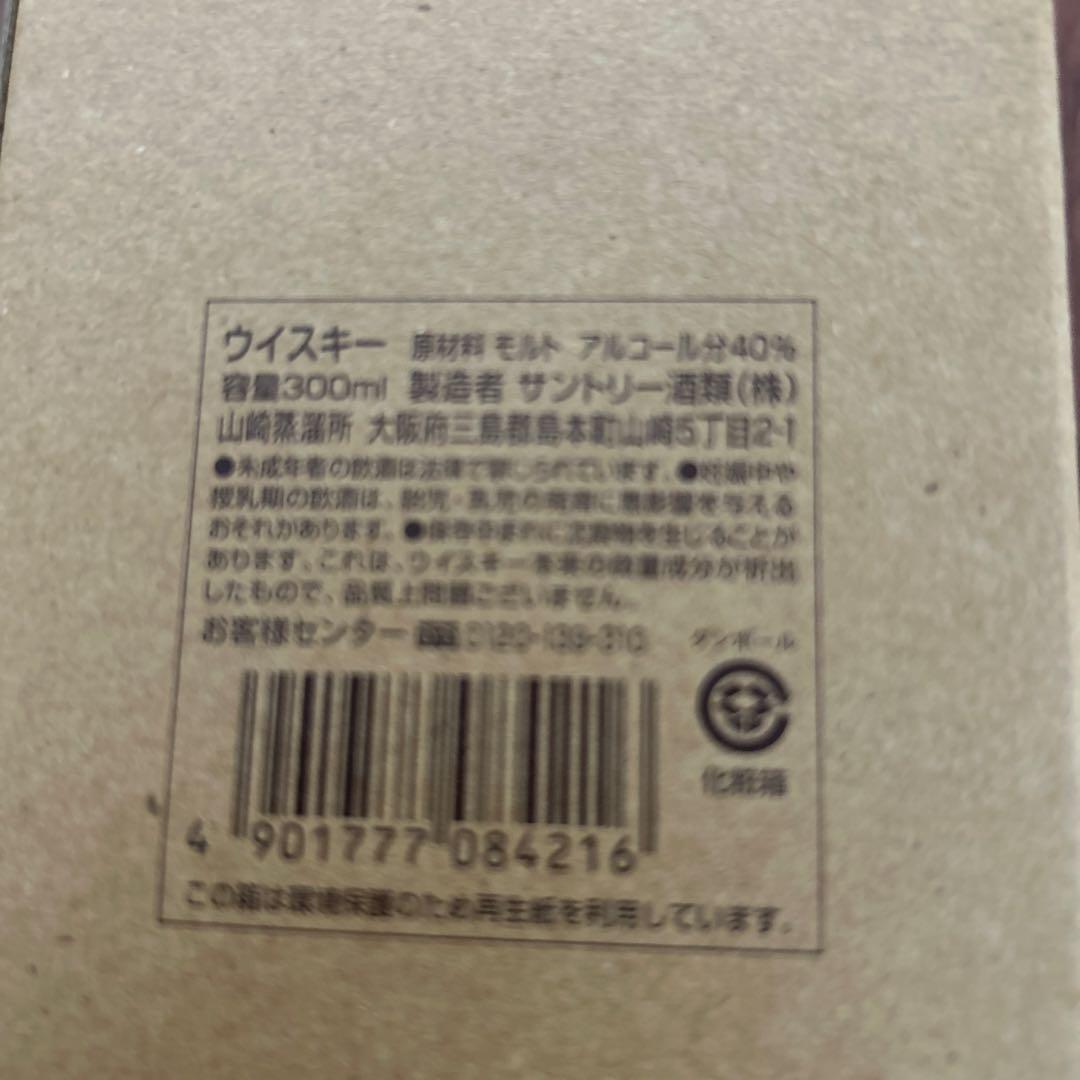 ウイスキー 原材料 モルト アルコール分40%
容量300ml 製造者 サントリー酒類(株)
山崎蒸溜所 大阪府三島郡島本町山崎5丁目2-1
●未成年者の飲酒は法律で禁じられています。●妊娠中や
授乳期の飲酒は、胎児・乳児の発育に悪影響を与える
おそれがあります。●保存中まれに沈殿物を生じることが
あります。これは、ウイスキー本来の微量成分が析出
したもので、品質上問題ございません。
お客様センター 0120-139-310 ダンボール
化粧箱
4 901777 084216
この箱は環境保護のため再生紙を利用しています。